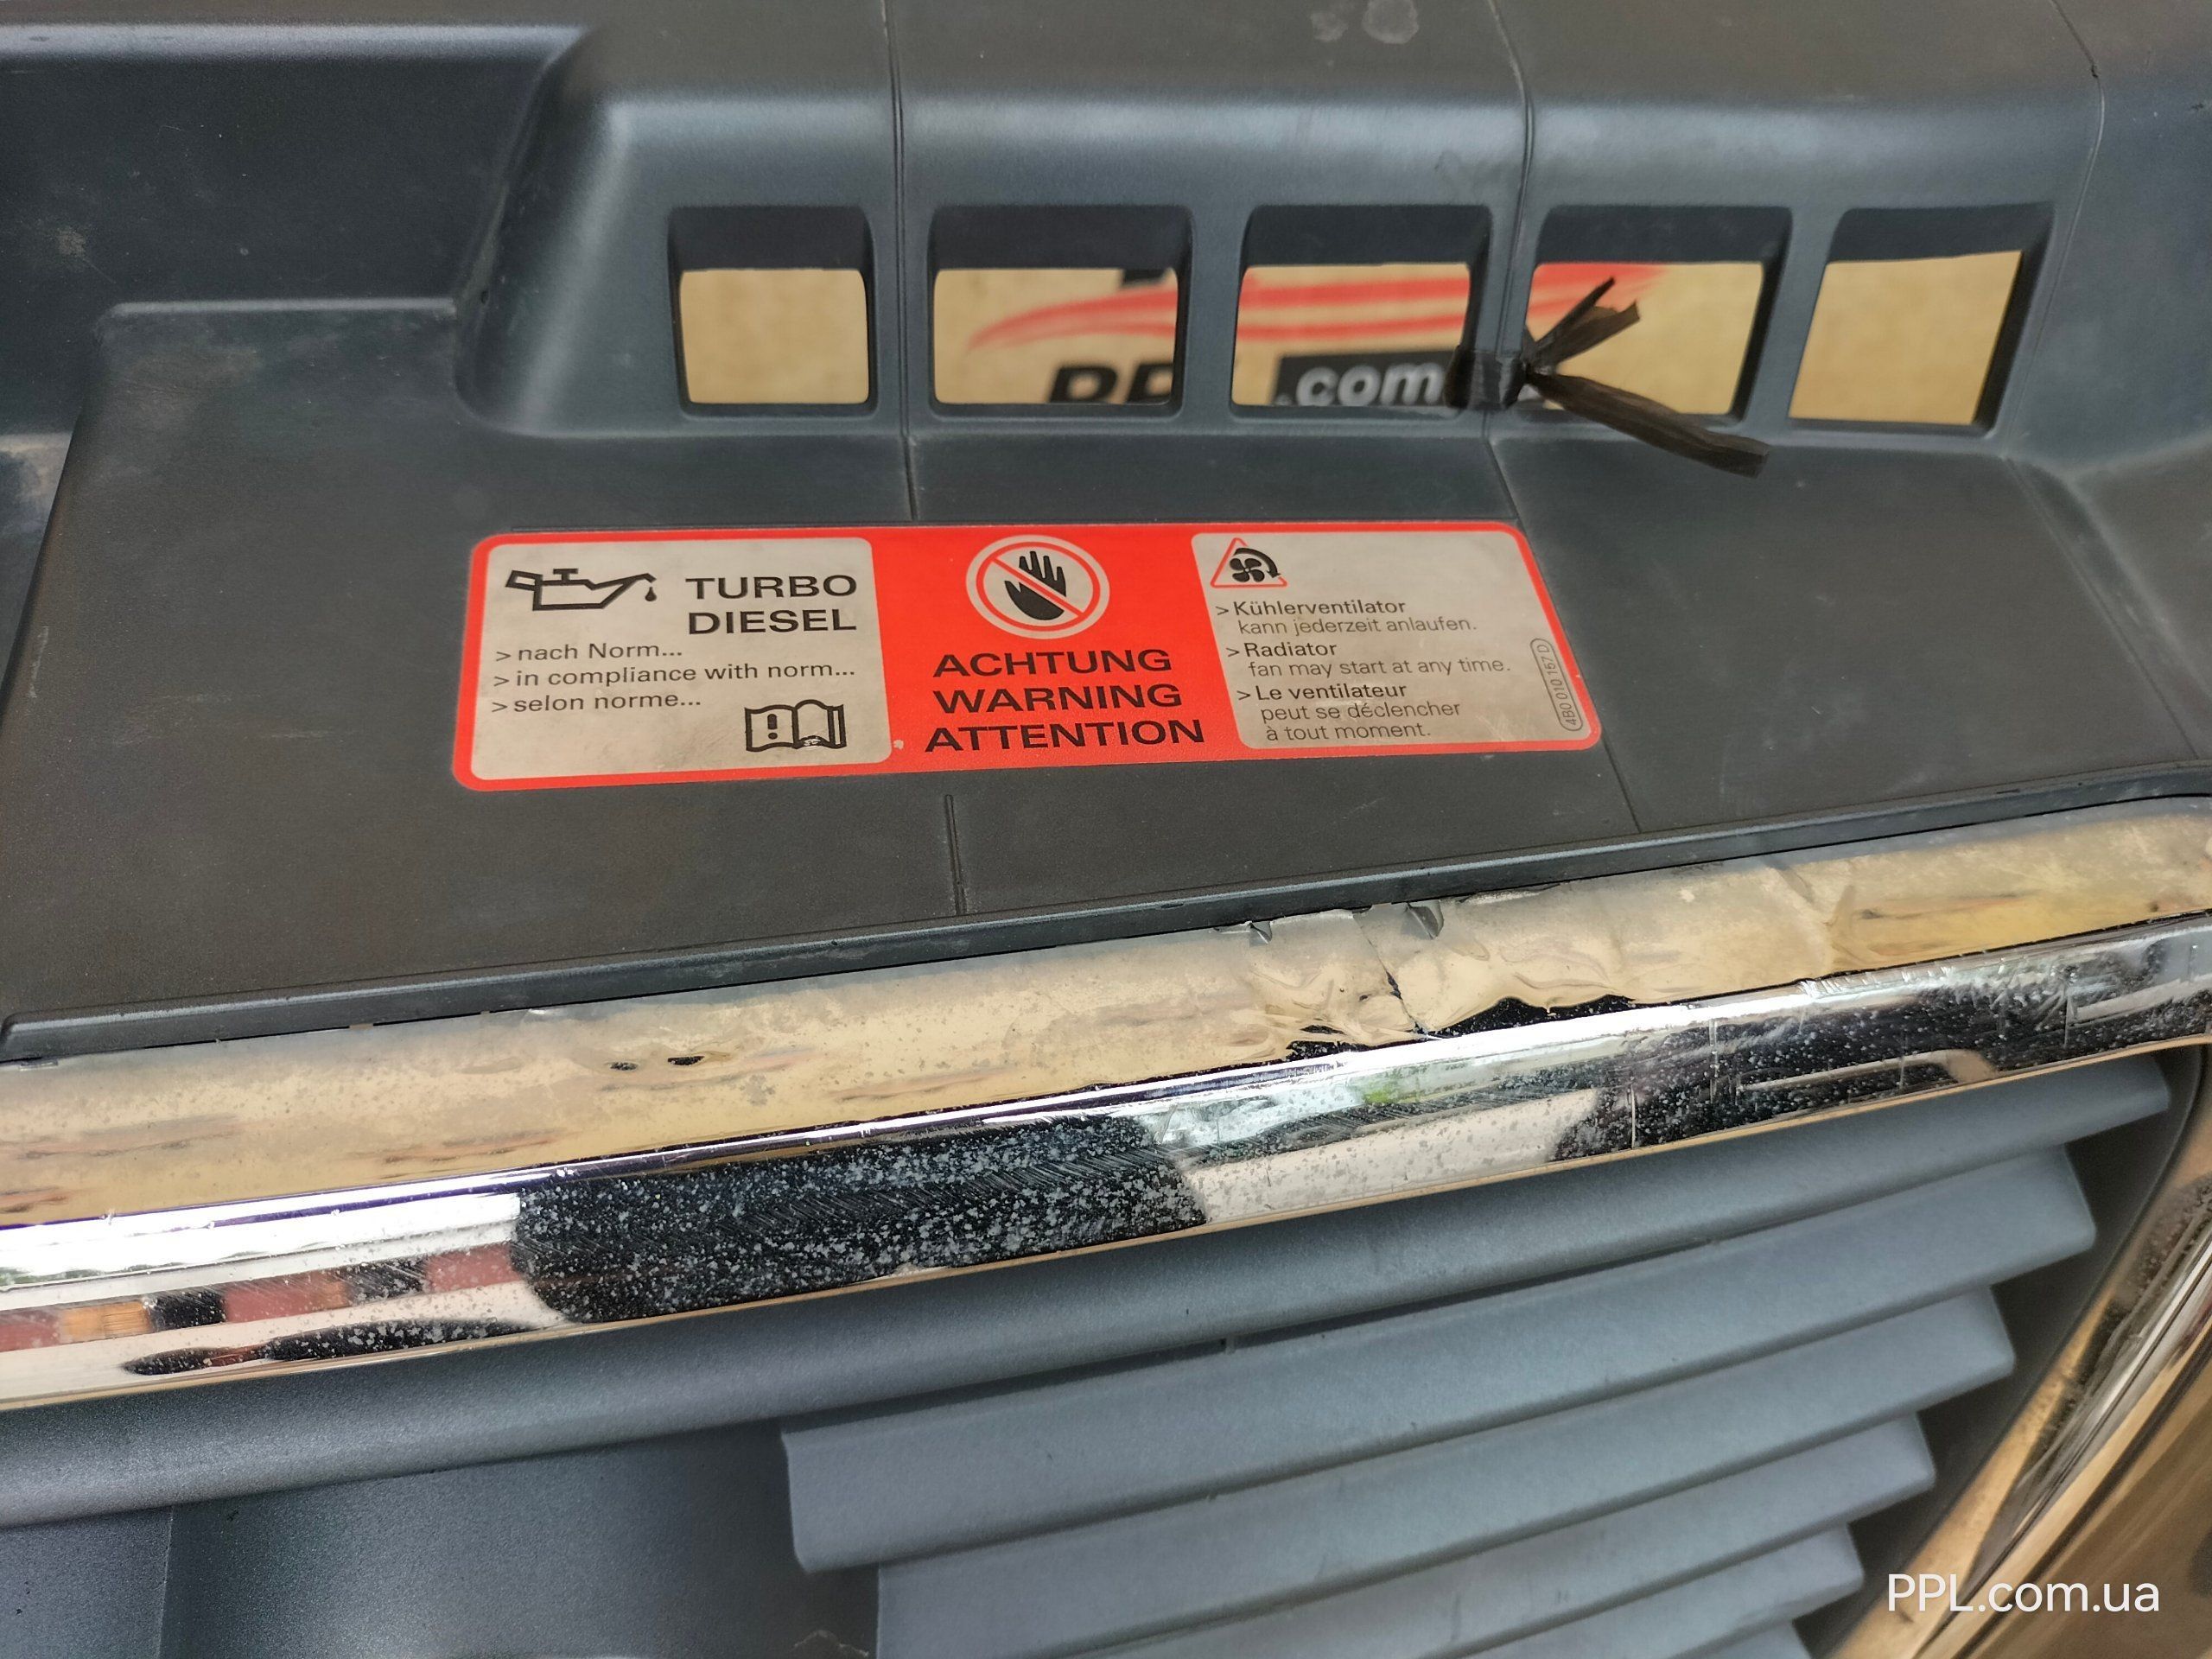 .com
TURBO
DIESEL
> nach Norm...
> in compliance with norm...
> selon norme...
ACHTUNG
WARNING
ATTENTION
> Kühlerventilator
kann jederzeit anlaufen.
> Radiator
fan may start at any time.
> Le ventilateur
peut se déclencher
à tout moment.
4B0 010 157 D
PPL.com.ua